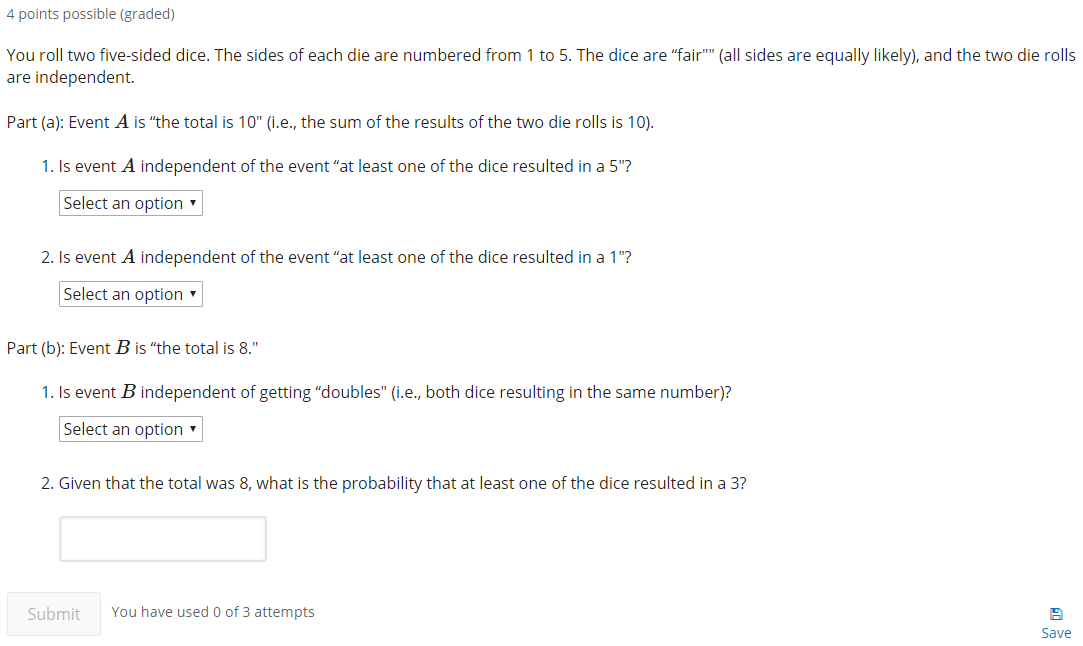 4 points possible (graded)
You roll two five-sided dice. The sides of each die are numbered from 1 to 5. The dice are “fair"" (all sides are equally likely), and the two die rolls
are independent.
Part (a): Event A is “the total is 10" (i.e., the sum of the results of the two die rolls is 10).
1. Is event A independent of the event “at least one of the dice resulted in a 5"?
Select an option ▾
2. Is event A independent of the event “at least one of the dice resulted in a 1"?
Select an option ▾
Part (b): Event B is “the total is 8."
1. Is event B independent of getting “doubles" (i.e., both dice resulting in the same number)?
Select an option ▾
2. Given that the total was 8, what is the probability that at least one of the dice resulted in a 3?
Submit You have used 0 of 3 attempts
Save